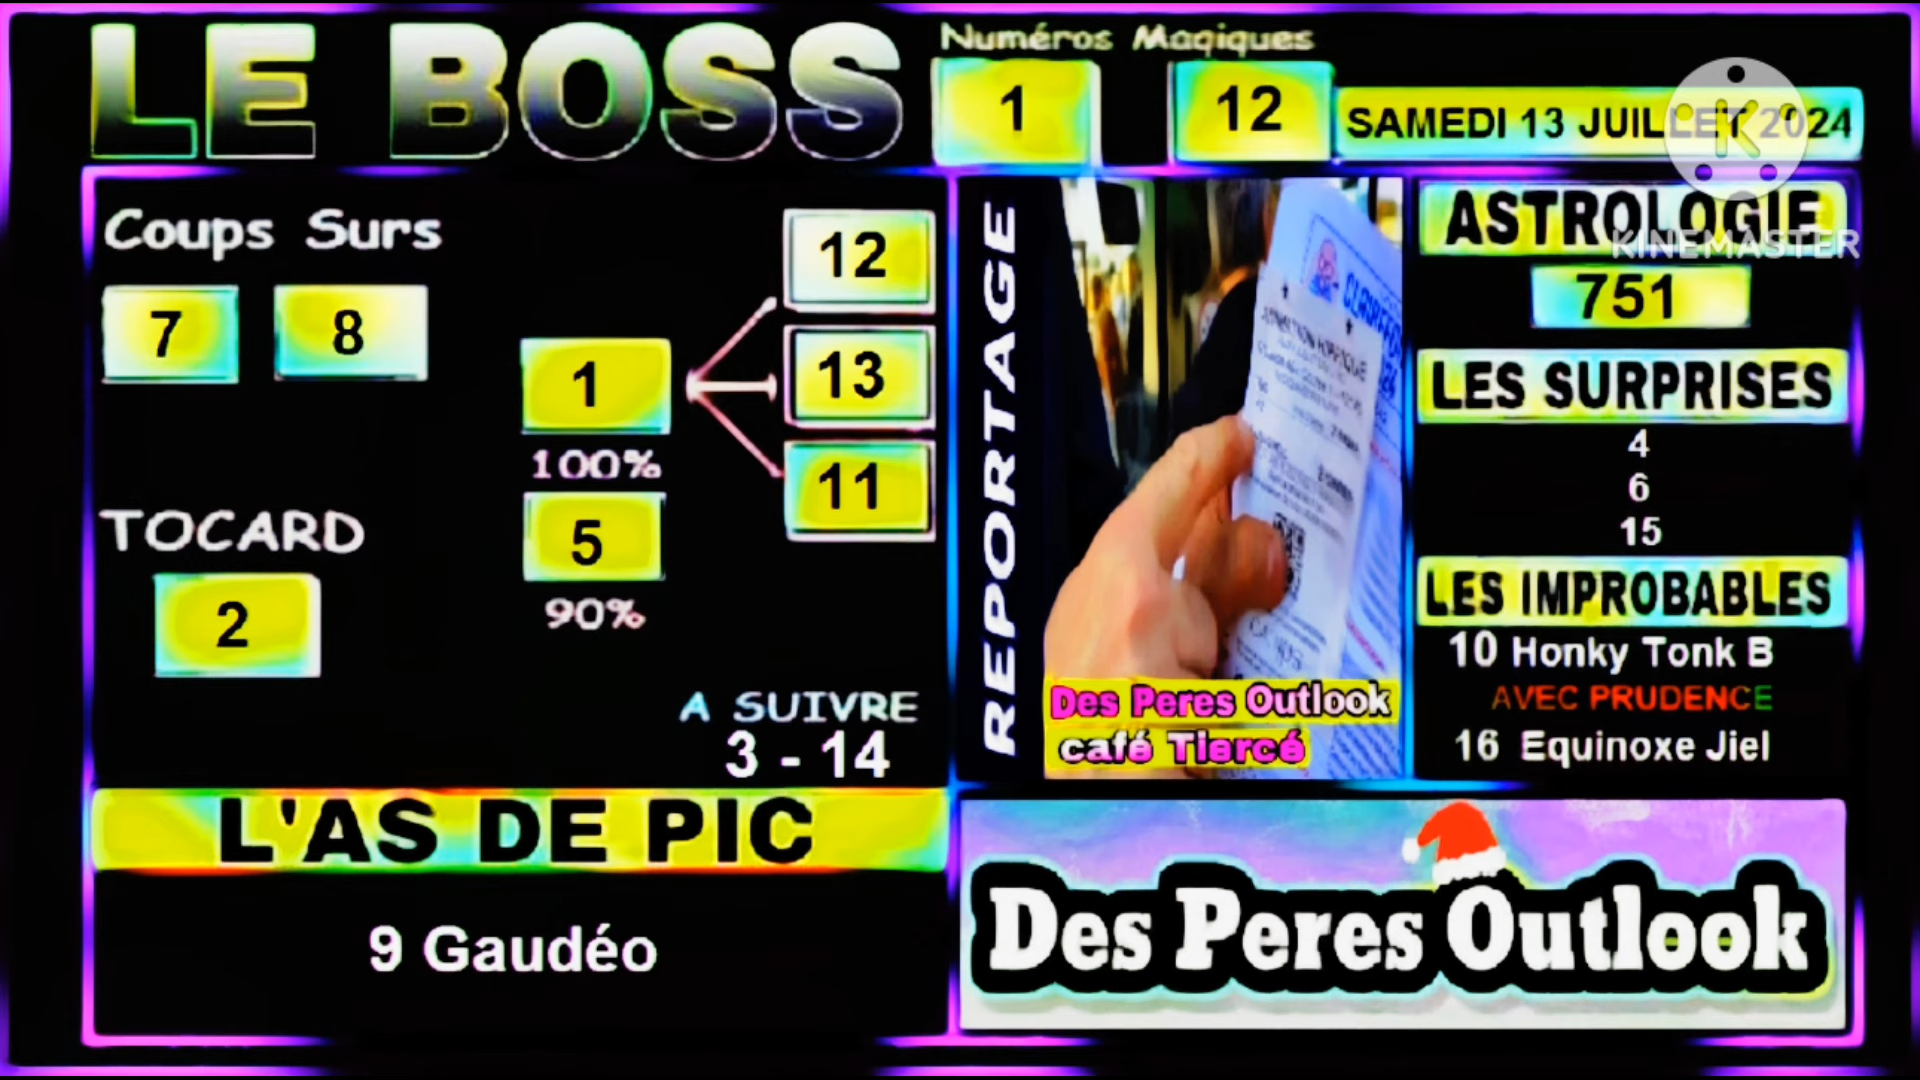 LE BOSS
Numéros Magiques
1
12
SAMEDI 13 JUILLET 2024
Coups Surs
7
8
1
100%
5
90%
12
13
11
TOCARD
2
A SUIVRE
3 - 14
L'AS DE PIC
9 Gaudéo
REPORTAGE
Des Peres Outlook
café Tiercé
ASTROLOGIE
KINEMASTER
751
LES SURPRISES
4
6
15
LES IMPROBABLES
10 Honky Tonk B
AVEC PRUDENCE
16 Equinoxe Jiel
Des Peres Outlook